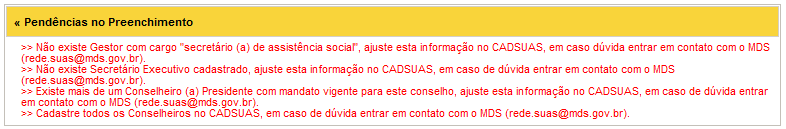 « Pendências no Preenchimento
>> Não existe Gestor com cargo "secretário (a) de assistência social", ajuste esta informação no CADSUAS, em caso dúvida entrar em contato com o MDS
(rede.suas@mds.gov.br).
>> Não existe Secretário Executivo cadastrado, ajuste esta informação no CADSUAS, em caso de dúvida entrar em contato com o MDS
(rede.suas@mds.gov.br).
>> Existe mais de um Conselheiro (a) Presidente com mandato vigente para este conselho, ajuste esta informação no CADSUAS, em caso de dúvida entrar
em contato com o MDS (rede.suas@mds.gov.br).
>> Cadastre todos os Conselheiros no CADSUAS, em caso de dúvida entrar em contato com o MDS (rede.suas@mds.gov.br).